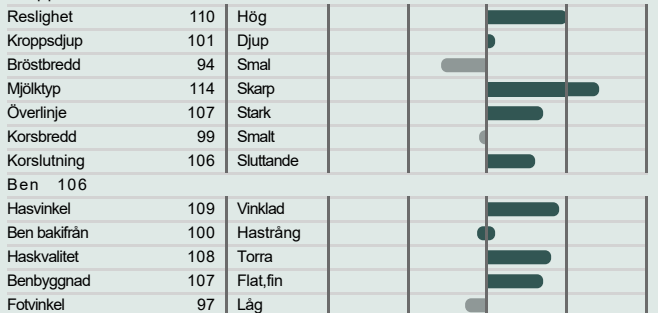 Reslighet 110 Hög
Kroppsdjup 101 Djup
Bröstbredd 94 Smal
Mjölktyp 114 Skarp
Överlinje 107 Stark
Korsbredd 99 Smalt
Korslutning 106 Sluttande
Ben 106
Hasvinkel 109 Vinklad
Ben bakifrån 100 Hastrång
Haskvalitet 108 Torra
Benbyggnad 107 Flat,fin
Fotvinkel 97 Låg